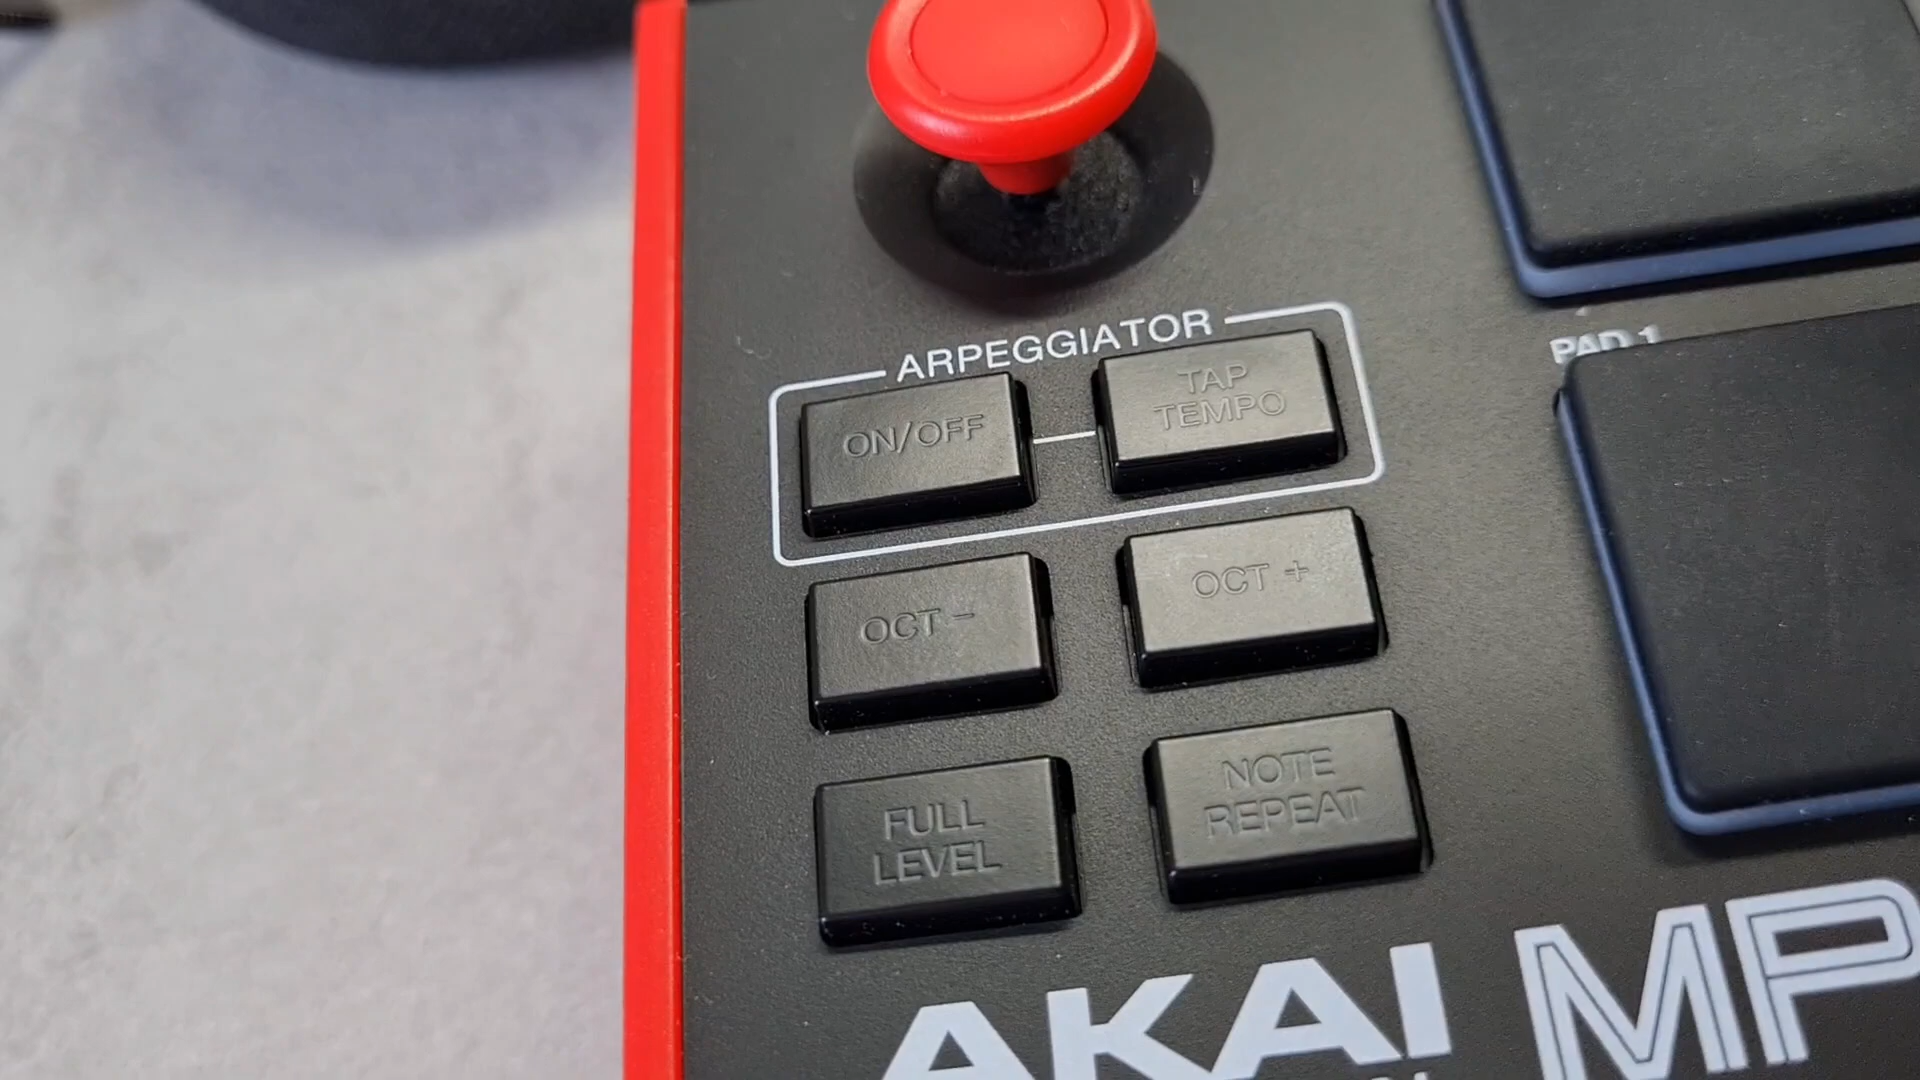 ARPEGGIATOR
ON/OFF
TAP
TEMPO
PAD 1
OCT −
OCT +
FULL
LEVEL
NOTE
REPEAT
AKAI MP